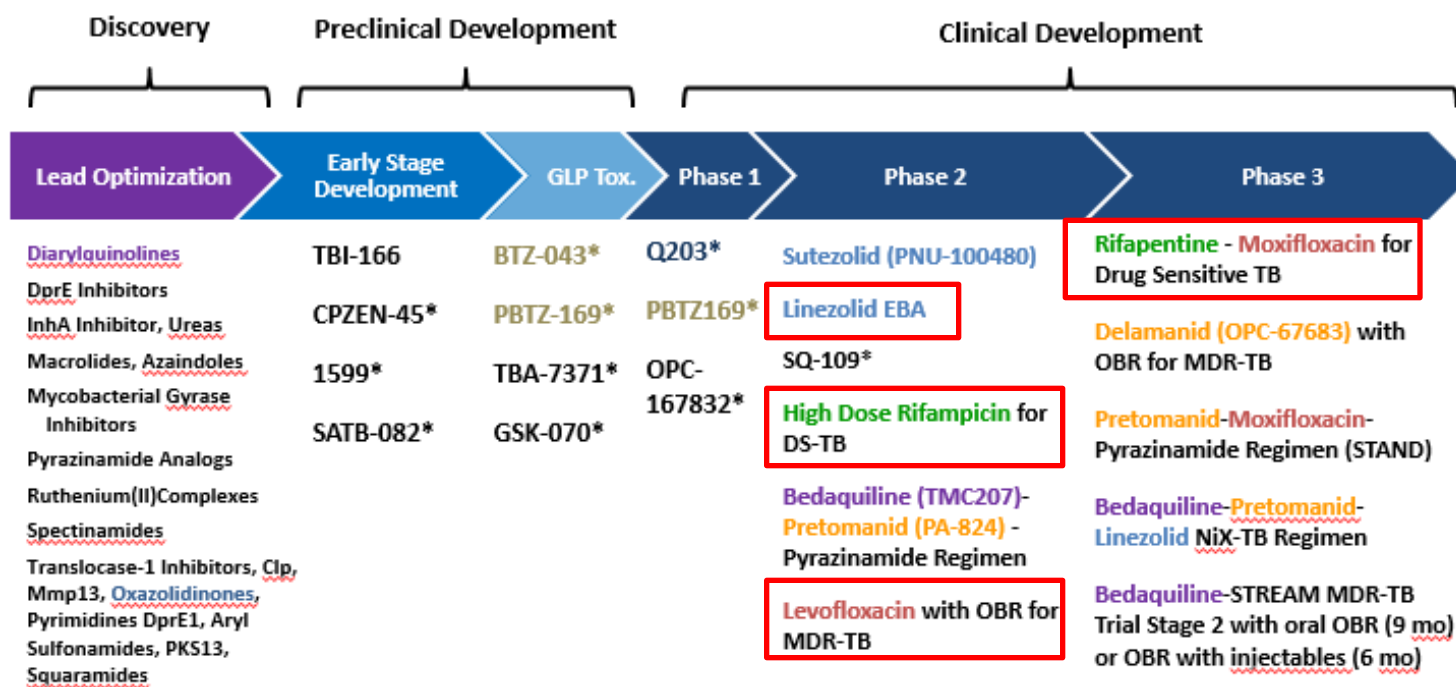 Discovery
Preclinical Development
Clinical Development
Lead Optimization
Early Stage
Development
GLP Tox.
Phase 1
Phase 2
Phase 3
Diarylquinolines
DprE Inhibitors
InhA Inhibitor, Ureas
Macrolides, Azaindoles
Mycobacterial Gyrase
Inhibitors
Pyrazinamide Analogs
Ruthenium(II)Complexes
Spectinamides
Translocase-1 Inhibitors, Clp,
Mmp13, Oxazolidinones,
Pyrimidines DprE1, Aryl
Sulfonamides, PKS13,
Squaramides
TBI-166
CPZEN-45*
1599*
SATB-082*
BTZ-043*
PBTZ-169*
TBA-7371*
GSK-070*
Q203*
PBTZ169*
OPC-
167832*
Sutezolid (PNU-100480)
Linezolid EBA
SQ-109*
High Dose Rifampicin for
DS-TB
Bedaquiline (TMC207)-
Pretomanid (PA-824) -
Pyrazinamide Regimen
Levofloxacin with OBR for
MDR-TB
Rifapentine - Moxifloxacin for
Drug Sensitive TB
Delamanid (OPC-67683) with
OBR for MDR-TB
Pretomanid-Moxifloxacin-
Pyrazinamide Regimen (STAND)
Bedaquiline-Pretomanid-
Linezolid NiX-TB Regimen
Bedaquiline-STREAM MDR-TB
Trial Stage 2 with oral OBR (9 mo)
or OBR with injectables (6 mo)